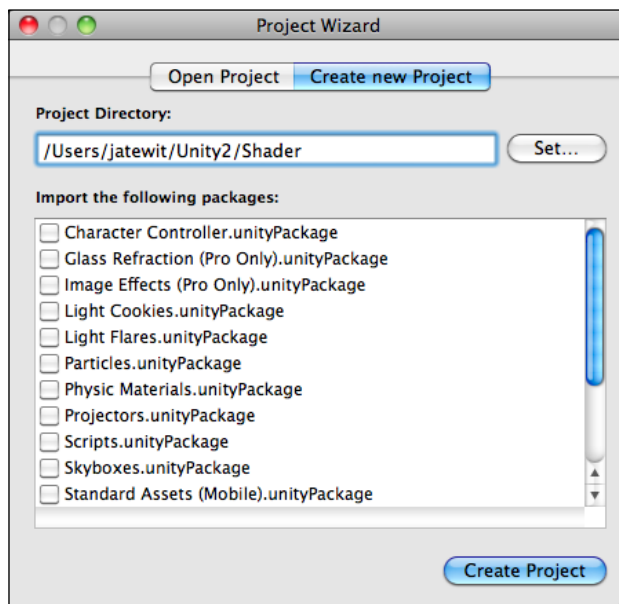 Project Wizard
Open Project Create new Project
Project Directory:
/Users/jatewit/Unity2/Shader Set...
Import the following packages:
Character Controller.unityPackage
Glass Refraction (Pro Only).unityPackage
Image Effects (Pro Only).unityPackage
Light Cookies.unityPackage
Light Flares.unityPackage
Particles.unityPackage
Physic Materials.unityPackage
Projectors.unityPackage
Scripts.unityPackage
Skyboxes.unityPackage
Standard Assets (Mobile).unityPackage
Create Project